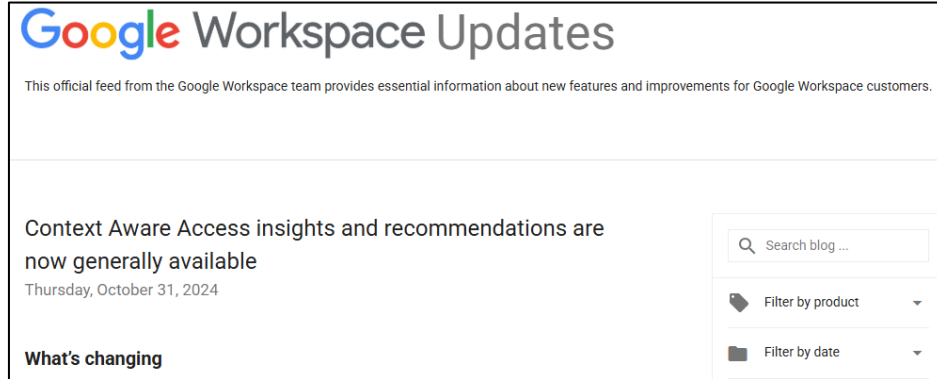 Google Workspace Updates
This official feed from the Google Workspace team provides essential information about new features and improvements for Google Workspace customers.
Context Aware Access insights and recommendations are
now generally available
Thursday, October 31, 2024
Search blog ...
Filter by product
Filter by date
What's changing